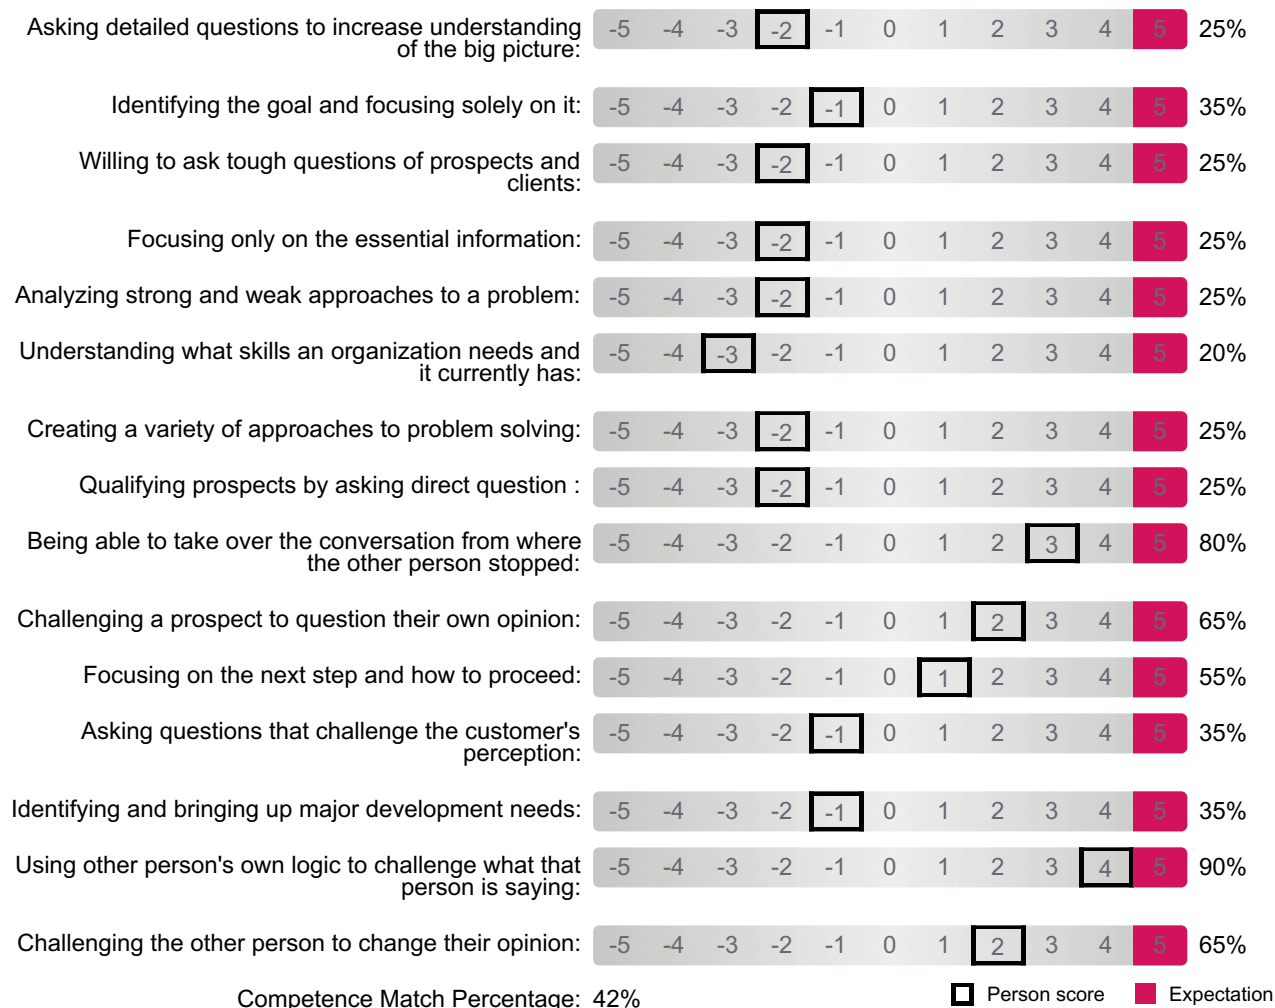 Asking detailed questions to increase understanding
of the big picture:
-5 -4 -3 -2 -1 0 1 2 3 4 5 25%
Identifying the goal and focusing solely on it:
-5 -4 -3 -2 -1 0 1 2 3 4 5 35%
Willing to ask tough questions of prospects and
clients:
-5 -4 -3 -2 -1 0 1 2 3 4 5 25%
Focusing only on the essential information:
-5 -4 -3 -2 -1 0 1 2 3 4 5 25%
Analyzing strong and weak approaches to a problem:
-5 -4 -3 -2 -1 0 1 2 3 4 5 25%
Understanding what skills an organization needs and
it currently has:
-5 -4 -3 -2 -1 0 1 2 3 4 5 20%
Creating a variety of approaches to problem solving:
-5 -4 -3 -2 -1 0 1 2 3 4 5 25%
Qualifying prospects by asking direct question :
-5 -4 -3 -2 -1 0 1 2 3 4 5 25%
Being able to take over the conversation from where
the other person stopped:
-5 -4 -3 -2 -1 0 1 2 3 4 5 80%
Challenging a prospect to question their own opinion:
-5 -4 -3 -2 -1 0 1 2 3 4 5 65%
Focusing on the next step and how to proceed:
-5 -4 -3 -2 -1 0 1 2 3 4 5 55%
Asking questions that challenge the customer's
perception:
-5 -4 -3 -2 -1 0 1 2 3 4 5 35%
Identifying and bringing up major development needs:
-5 -4 -3 -2 -1 0 1 2 3 4 5 35%
Using other person's own logic to challenge what that
person is saying:
-5 -4 -3 -2 -1 0 1 2 3 4 5 90%
Challenging the other person to change their opinion:
-5 -4 -3 -2 -1 0 1 2 3 4 5 65%
Competence Match Percentage: 42%
Person score Expectation